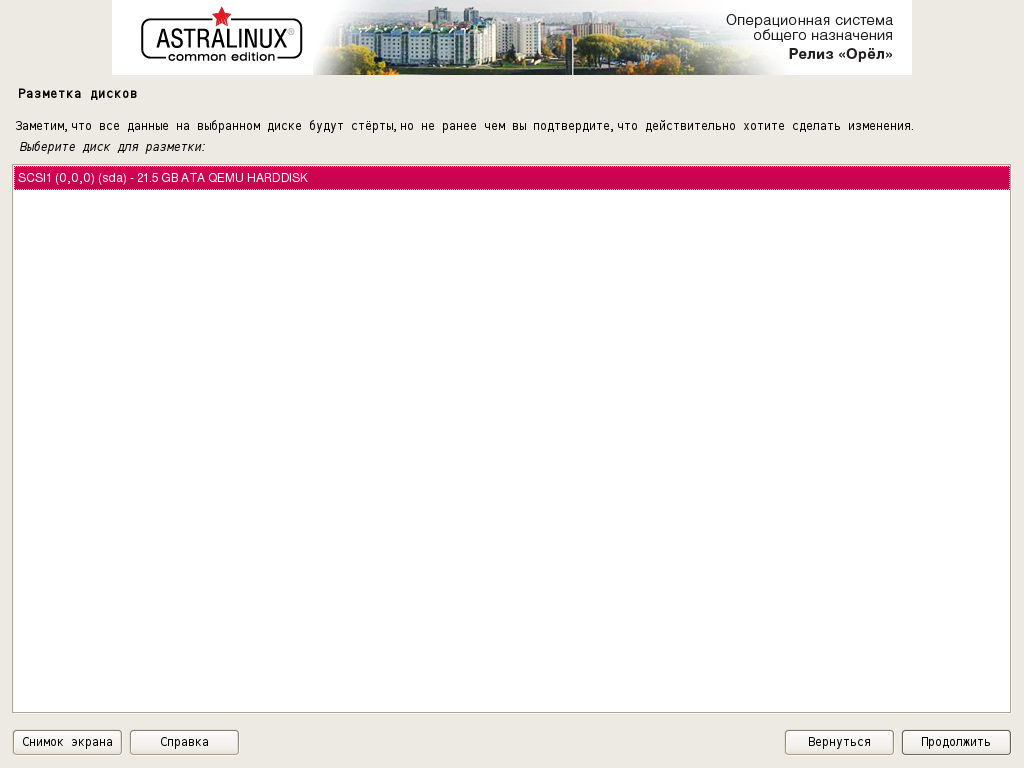 ASTRALINUX®
common edition
Операционная система
общего назначения
Релиз «Орёл»
Разметка дисков
Заметим, что все данные на выбранном диске будут стёрты, но не ранее чем вы подтвердите, что действительно хотите сделать изменения.
Выберите диск для разметки:
SCSI1 (0,0,0) (sda) - 21.5 GB ATA QEMU HARDDISK
Снимок экрана
Справка
Вернуться
Продолжить